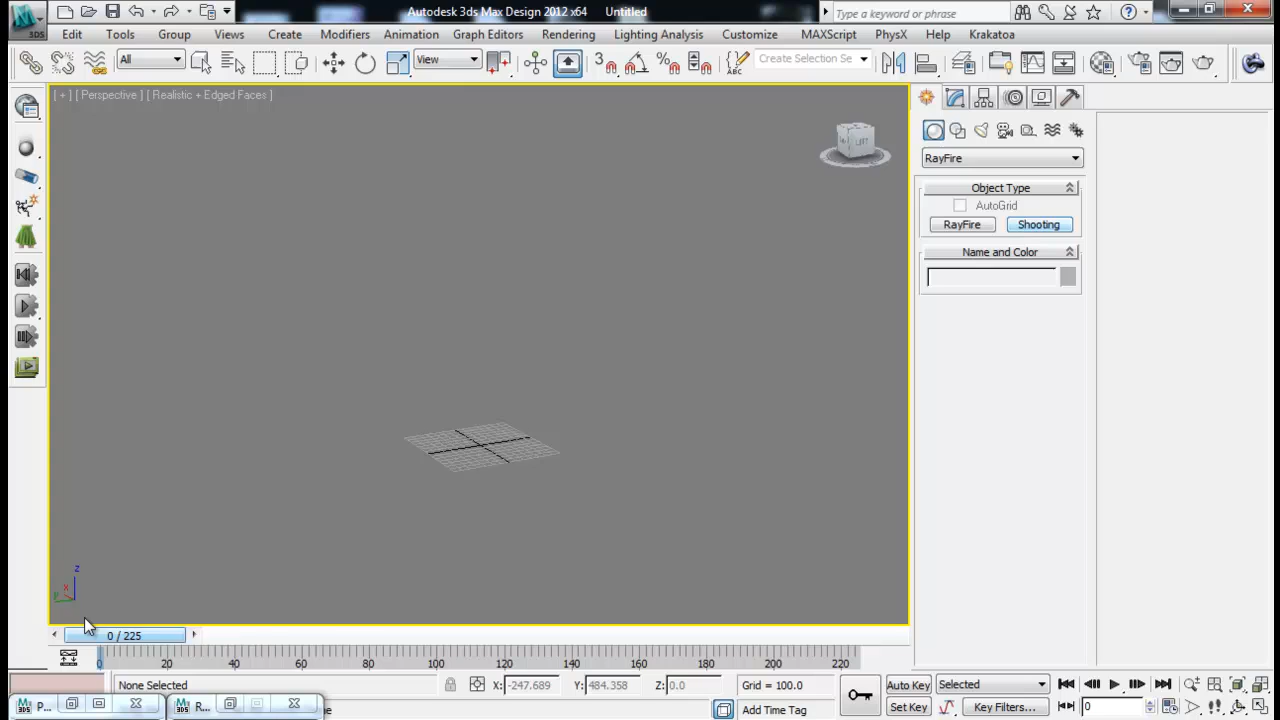 Autodesk 3ds Max Design 2012 x64 Untitled
Type a keyword or phrase
3DS
Edit Tools Group Views Create Modifiers Animation Graph Editors Rendering Lighting Analysis Customize MAXScript PhysX Help Krakatoa
All View 3 Create Selection Se
[ + ] [ Perspective ] [ Realistic + Edged Faces ]
LEFT
RayFire
Object Type
AutoGrid
RayFire Shooting
Name and Color
z
x
y
0 / 225
0 20 40 60 80 100 120 140 160 180 200 220
None Selected X: -247.689 Y: 484.358 Z: 0.0 Grid = 100.0 Auto Key Selected
P... R... Add Time Tag Set Key Key Filters... 0